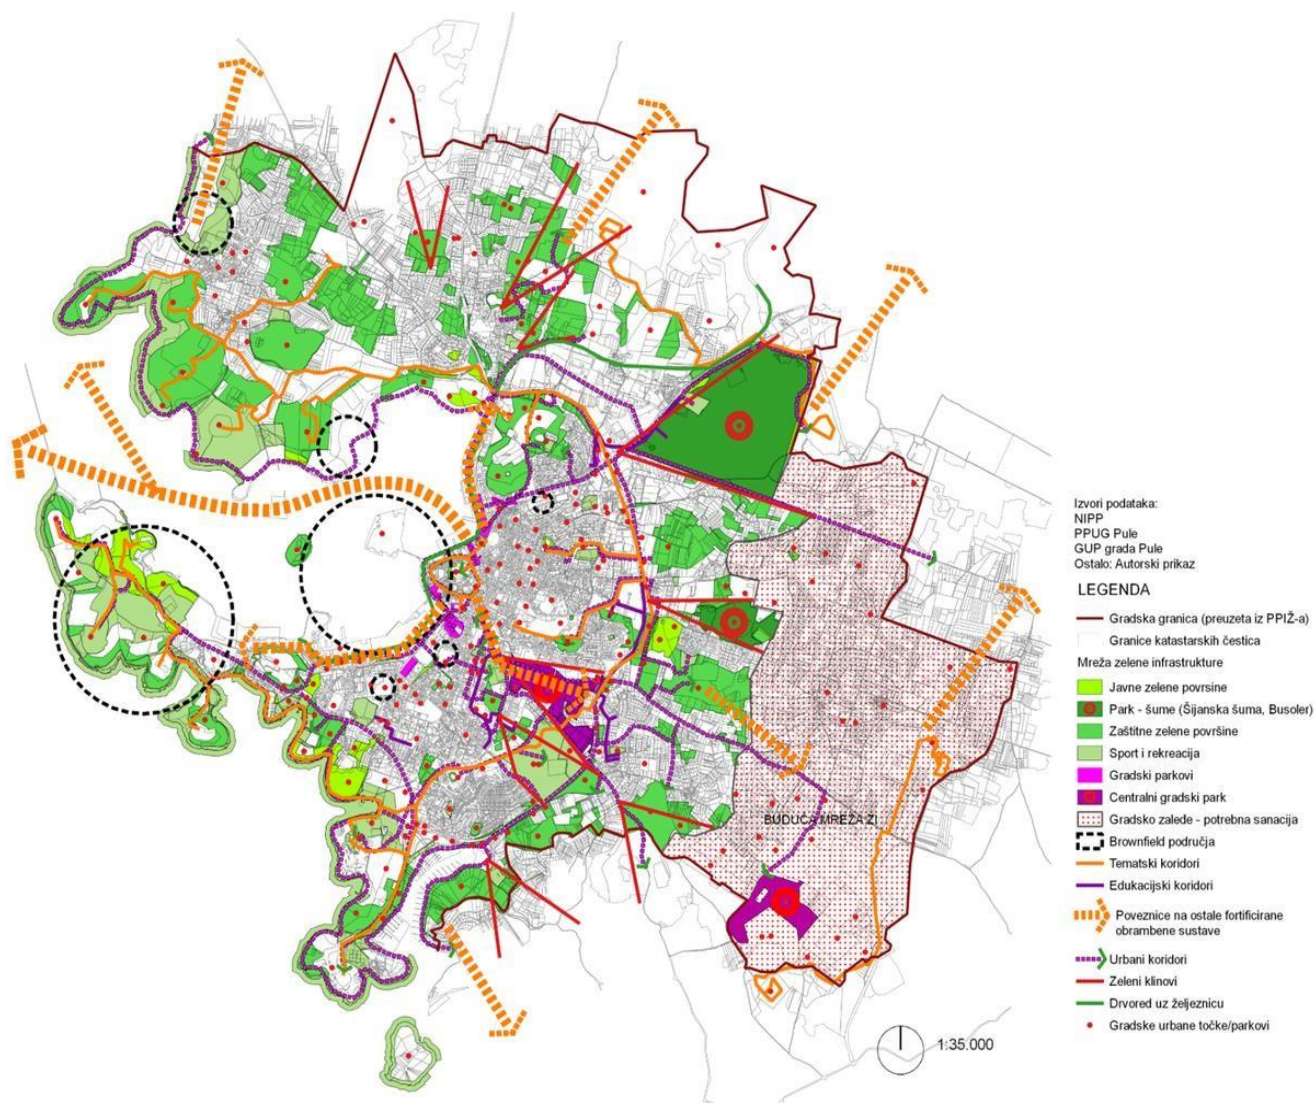 Izvori podataka:
NIPP
PPUG Pule
GUP grada Pule
Ostalo: Autorski prikaz
LEGENDA
Gradska granica (preuzeta iz PPIŽ-a)
Granice katastarskih čestica
Mreža zelene infrastrukture
Javne zelene povrsine
Park - šume (Šijanska šuma, Busoler)
Zaštitne zelene površine
Sport i rekreacija
Gradski parkovi
Centralni gradski park
Gradsko zaleđe - potrebna sanacija
Brownfield područja
Tematski koridori
Edukacijski koridori
Poveznice na ostale fortificirane
obrambene sustave
Urbani koridori
Zeleni klinovi
Drvored uz željeznicu
Gradske urbane točke/parkovi
BUDUĆA MREŽA ZI
1:35.000